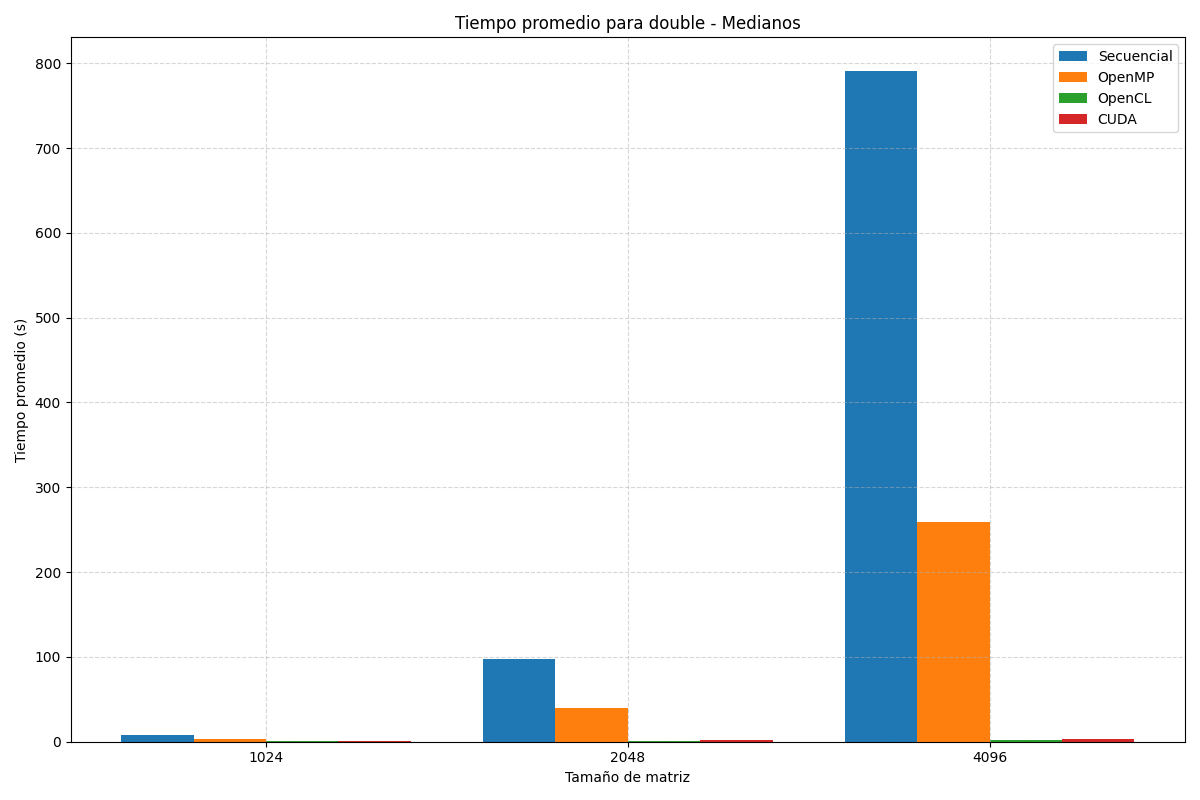 Tiempo promedio para double - Medianos
Secuencial
OpenMP
OpenCL
CUDA
Tiempo promedio (s)
800
700
600
500
400
300
200
100
0
1024
2048
4096
Tamaño de matriz